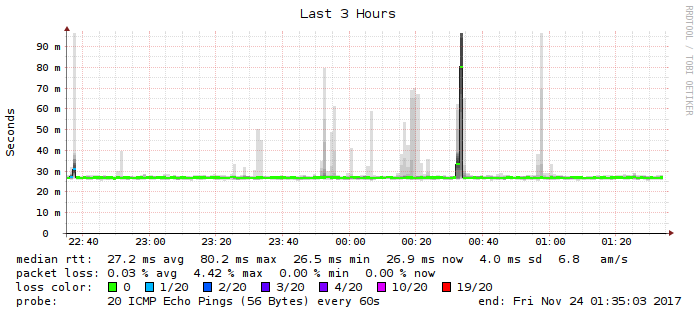 Last 3 Hours
RRDTOOL / TOBI OETIKER
Seconds
90 m
80 m
70 m
60 m
50 m
40 m
30 m
20 m
10 m
0
22:40 23:00 23:20 23:40 00:00 00:20 00:40 01:00 01:20
median rtt: 27.2 ms avg 80.2 ms max 26.5 ms min 26.9 ms now 4.0 ms sd 6.8 am/s
packet loss: 0.03 % avg 4.42 % max 0.00 % min 0.00 % now
loss color: 0 1/20 2/20 3/20 4/20 10/20 19/20
probe: 20 ICMP Echo Pings (56 Bytes) every 60s end: Fri Nov 24 01:35:03 2017